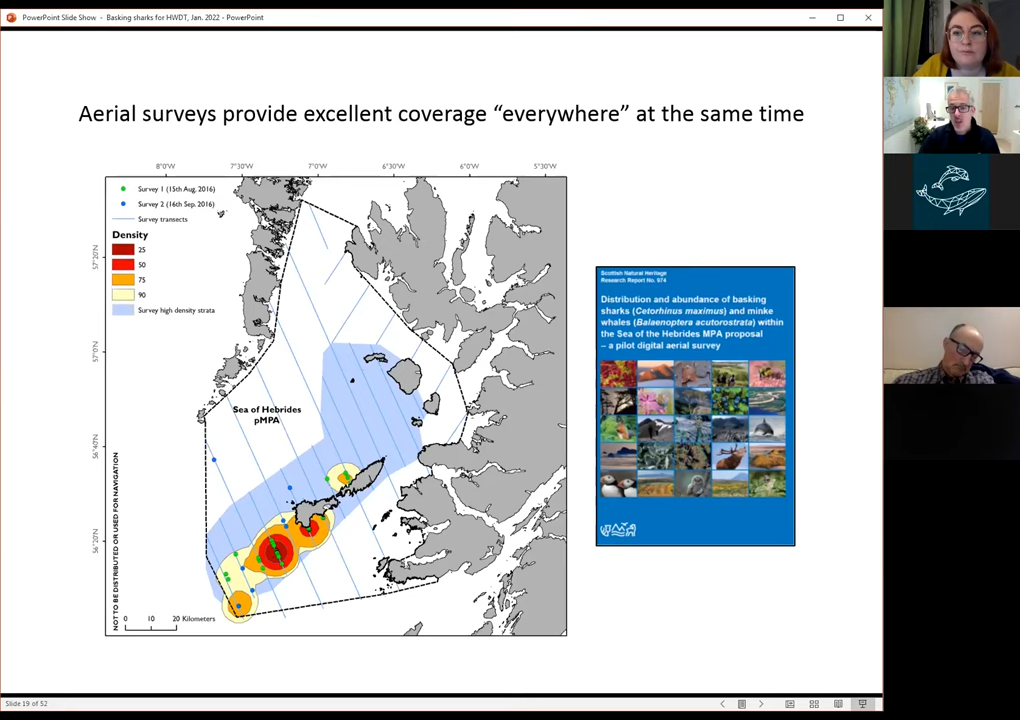 PowerPoint Slide Show - Basking sharks for HWDT, Jan. 2022 - PowerPoint
Aerial surveys provide excellent coverage “everywhere” at the same time
8°0'W 7°30'W 7°0'W 6°30'W 6°0'W 5°30'W
Survey 1 (15th Aug. 2016)
Survey 2 (16th Sep. 2016)
Survey transects
Density
25
50
75
90
Survey high density strata
57°20'N
57°0'N
56°40'N
56°20'N
Sea of Hebrides
pMPA
NOT TO BE DISTRIBUTED OR USED FOR NAVIGATION
0 10 20 Kilometers
Scottish Natural Heritage
Research Report No. 974
Distribution and abundance of basking
sharks (Cetorhinus maximus) and minke
whales (Balaenoptera acutorostrata) within
the Sea of the Hebrides MPA proposal
– a pilot digital aerial survey
Slide 19 of 52